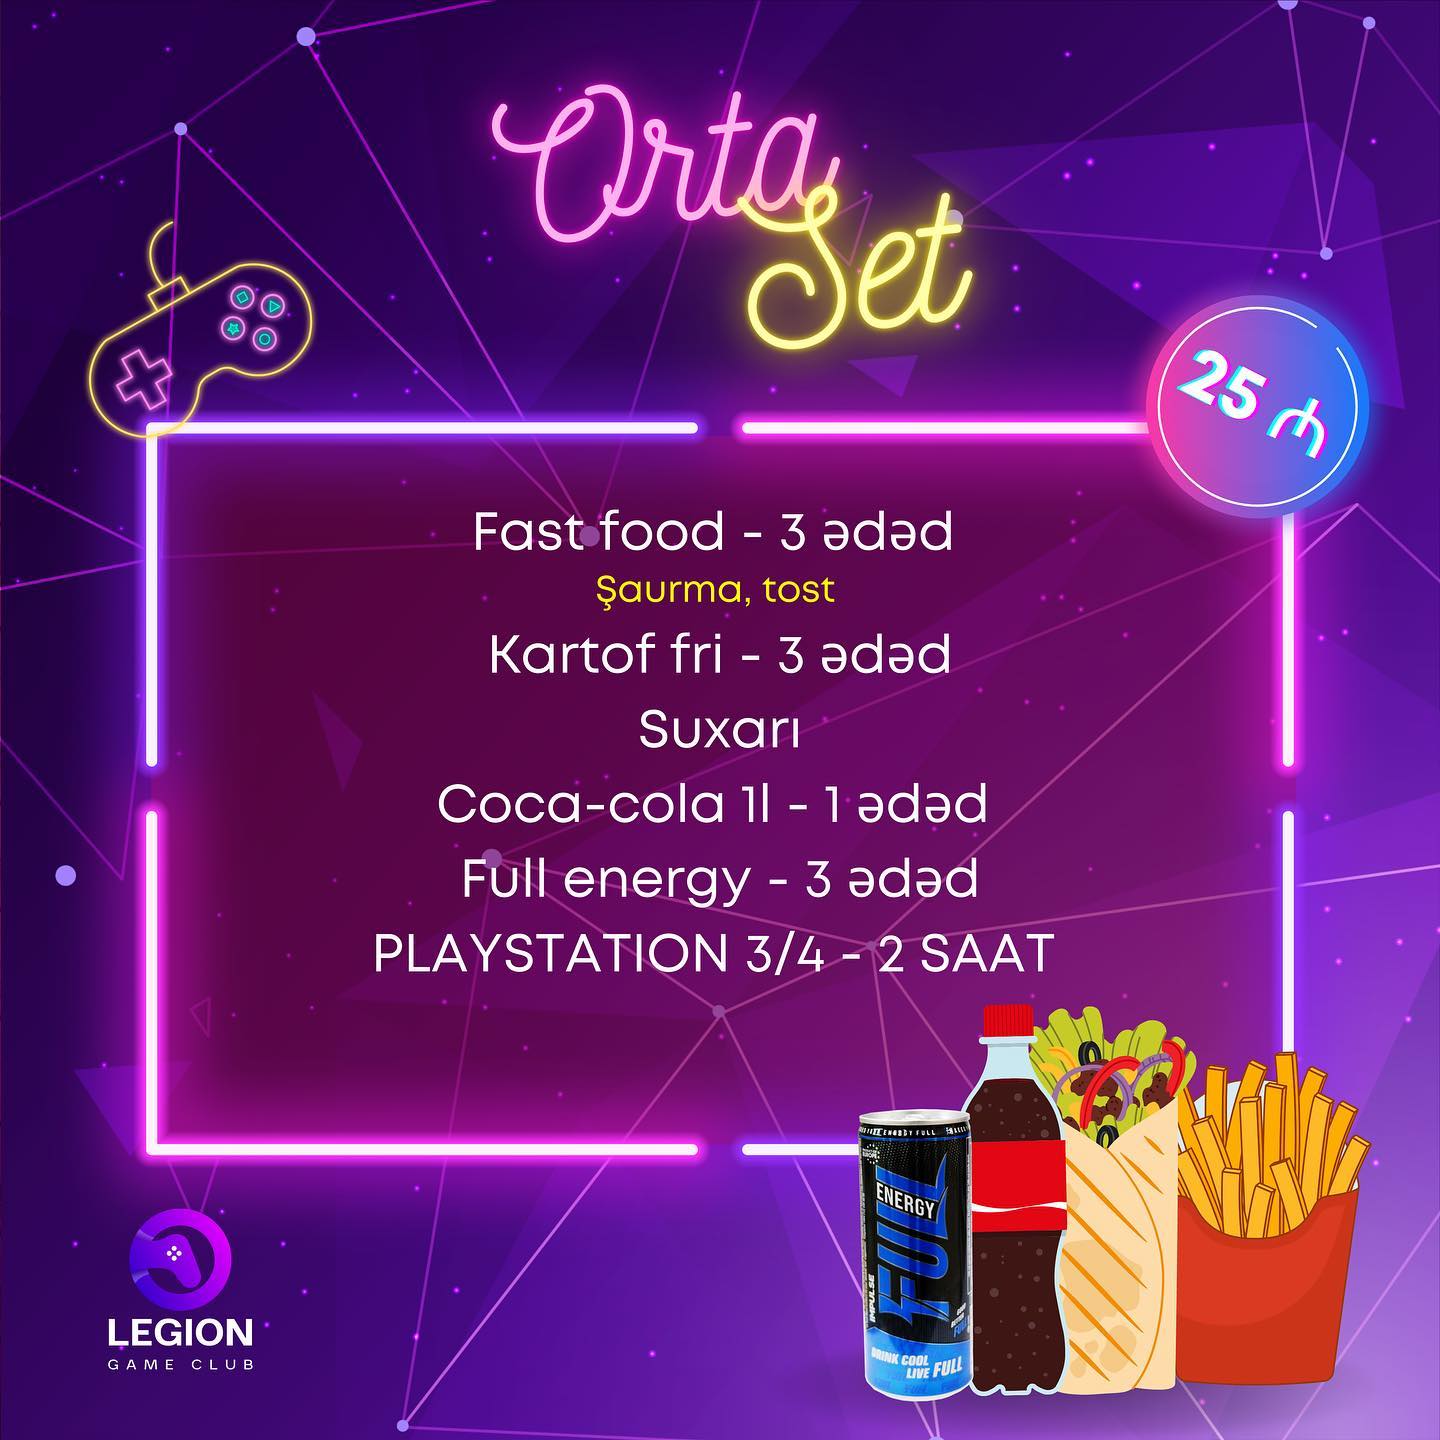 Orta
Set
25 ₼
Fast food - 3 ədəd
Şaurma, tost
Kartof fri - 3 ədəd
Suxarı
Coca-cola 1l - 1 ədəd
Full energy - 3 ədəd
PLAYSTATION 3/4 - 2 SAAT
ENERGY
FULL
IMPULSE
DRINK COOL
LIVE FULL
LEGION
GAME CLUB